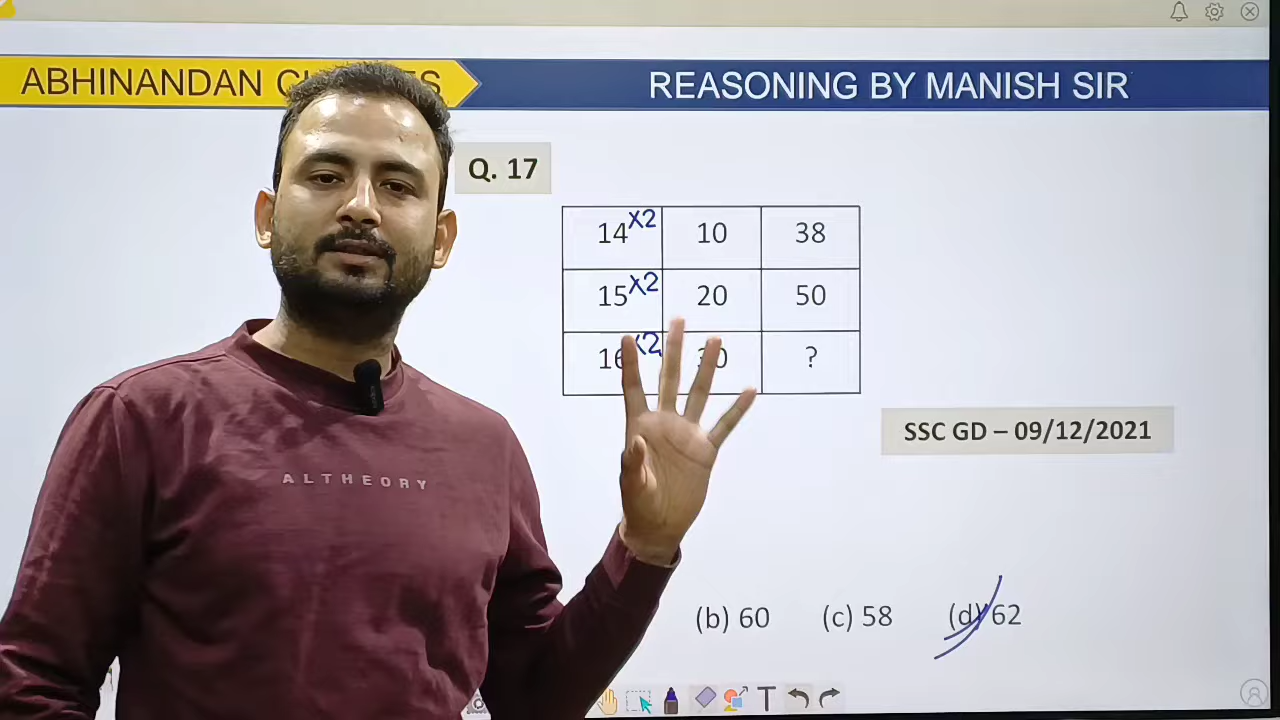 ABHINANDAN
REASONING BY MANISH SIR
Q. 17
14 X2 10 38
15 X2 20 50
X2 ?
SSC GD – 09/12/2021
ALTHEORY
(b) 60 (c) 58 (d) 62
T